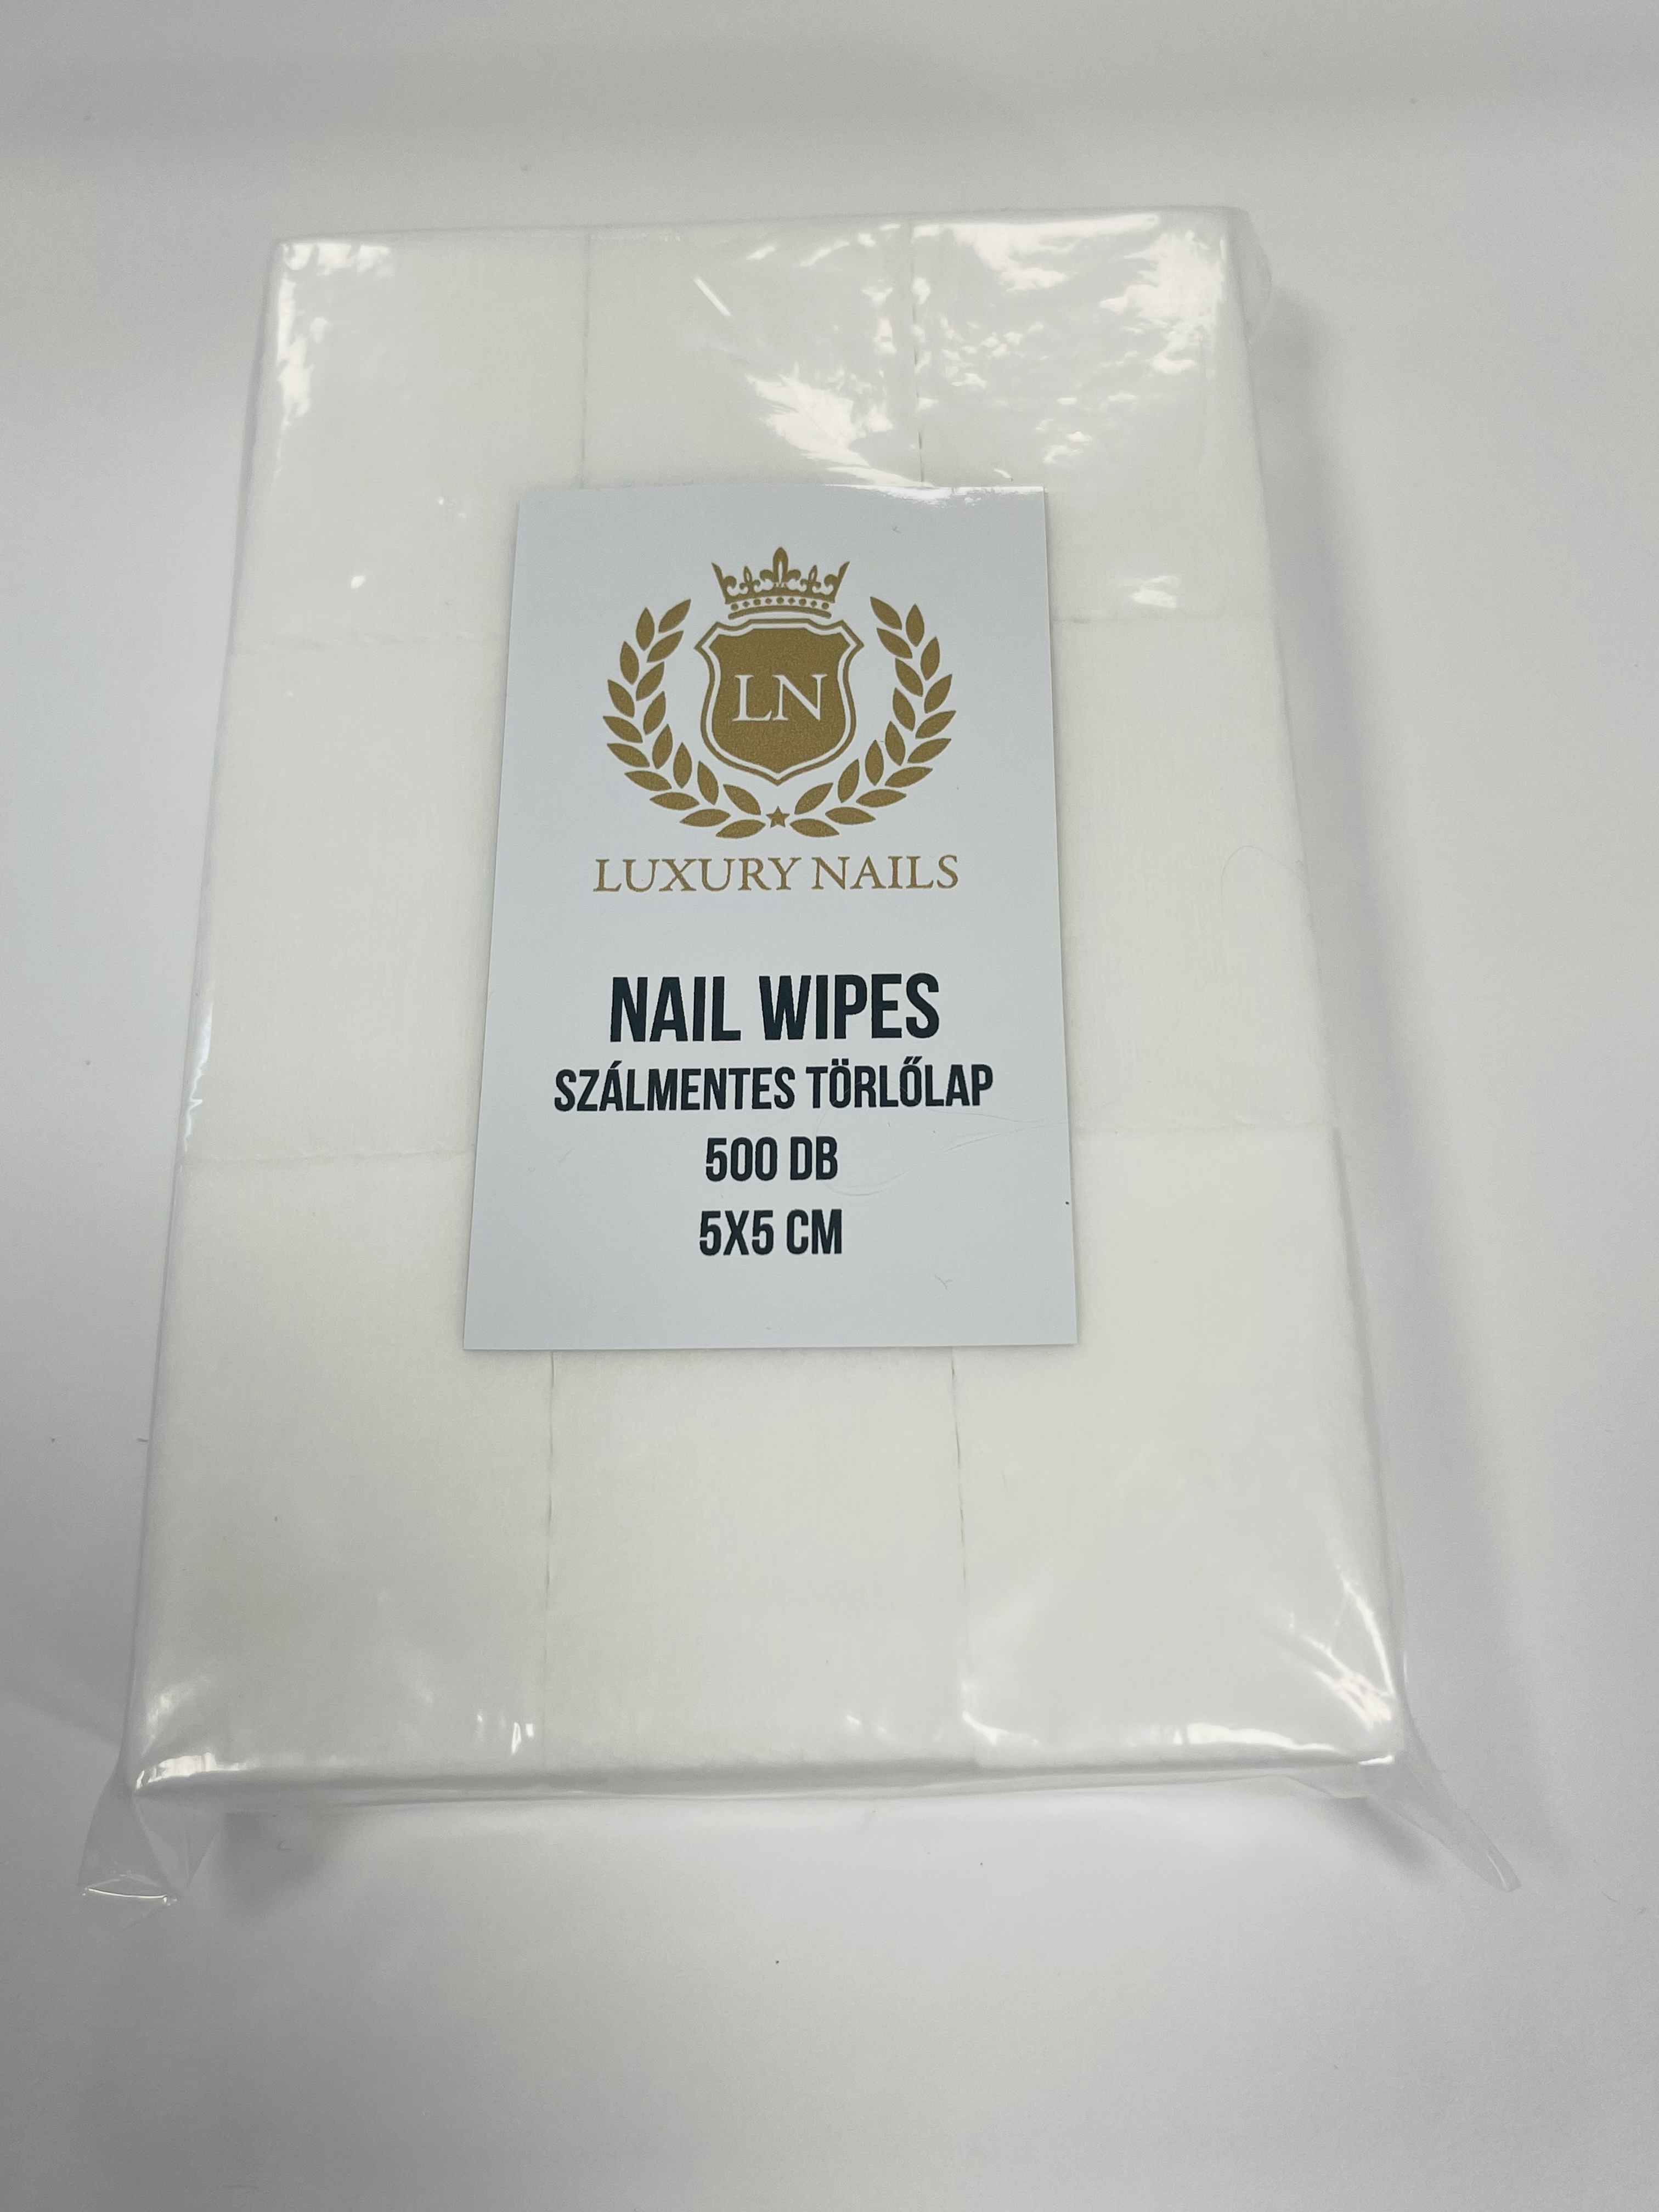 LN
LUXURY NAILS
NAIL WIPES
SZÁLMENTES TÖRLŐLAP
500 DB
5X5 CM